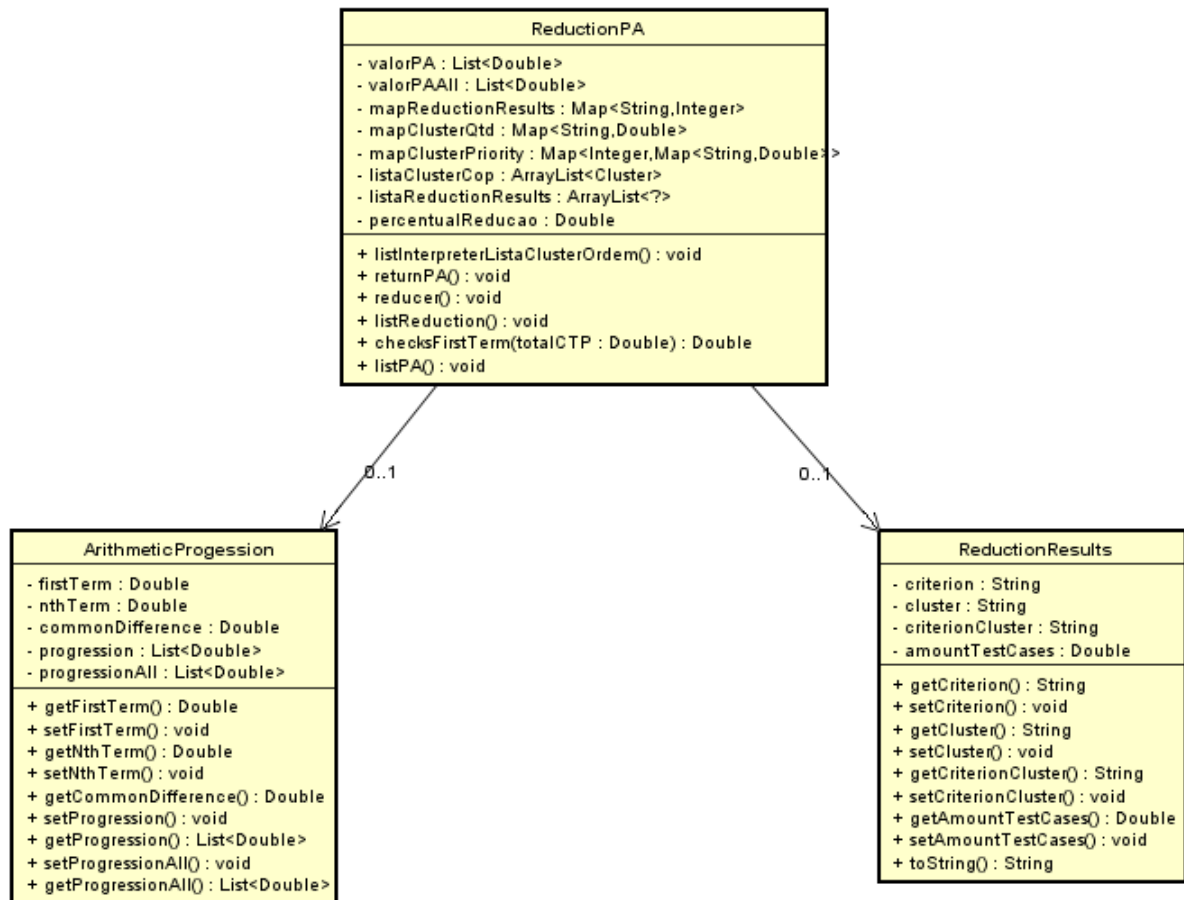 ReductionPA
- valorPA : List<Double>
- valorPAAll : List<Double>
- mapReductionResults : Map<String,Integer>
- mapClusterQtd : Map<String,Double>
- mapClusterPriority : Map<Integer,Map<String,Double>>
- listaClusterCop : ArrayList<Cluster>
- listaReductionResults : ArrayList<?>
- percentualReducao : Double
+ listInterpreterListaClusterOrdem() : void
+ returnPA() : void
+ reducer() : void
+ listReduction() : void
+ checksFirstTerm(totalCTP : Double) : Double
+ listPA() : void
0..1
0..1
ArithmeticProgession
- firstTerm : Double
- nthTerm : Double
- commonDifference : Double
- progression : List<Double>
- progressionAll : List<Double>
+ getFirstTerm() : Double
+ setFirstTerm() : void
+ getNthTerm() : Double
+ setNthTerm() : void
+ getCommonDifference() : Double
+ setProgression() : void
+ getProgression() : List<Double>
+ setProgressionAll() : void
+ getProgressionAll() : List<Double>
ReductionResults
- criterion : String
- cluster : String
- criterionCluster : String
- amountTestCases : Double
+ getCriterion() : String
+ setCriterion() : void
+ getCluster() : String
+ setCluster() : void
+ getCriterionCluster() : String
+ setCriterionCluster() : void
+ getAmountTestCases() : Double
+ setAmountTestCases() : void
+ toString() : String